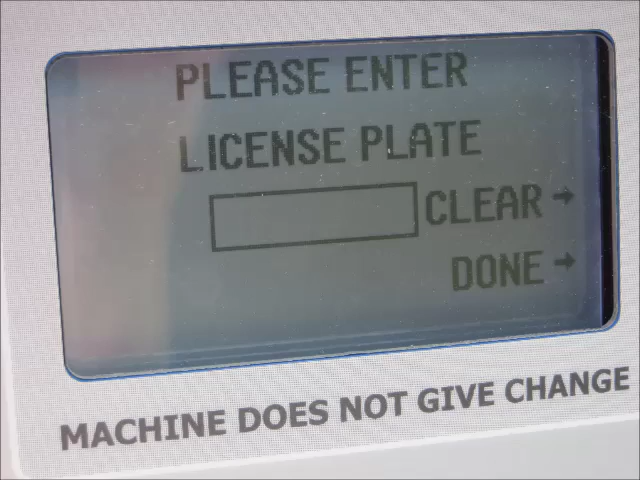 PLEASE ENTER
LICENSE PLATE
CLEAR →
DONE →
MACHINE DOES NOT GIVE CHANGE